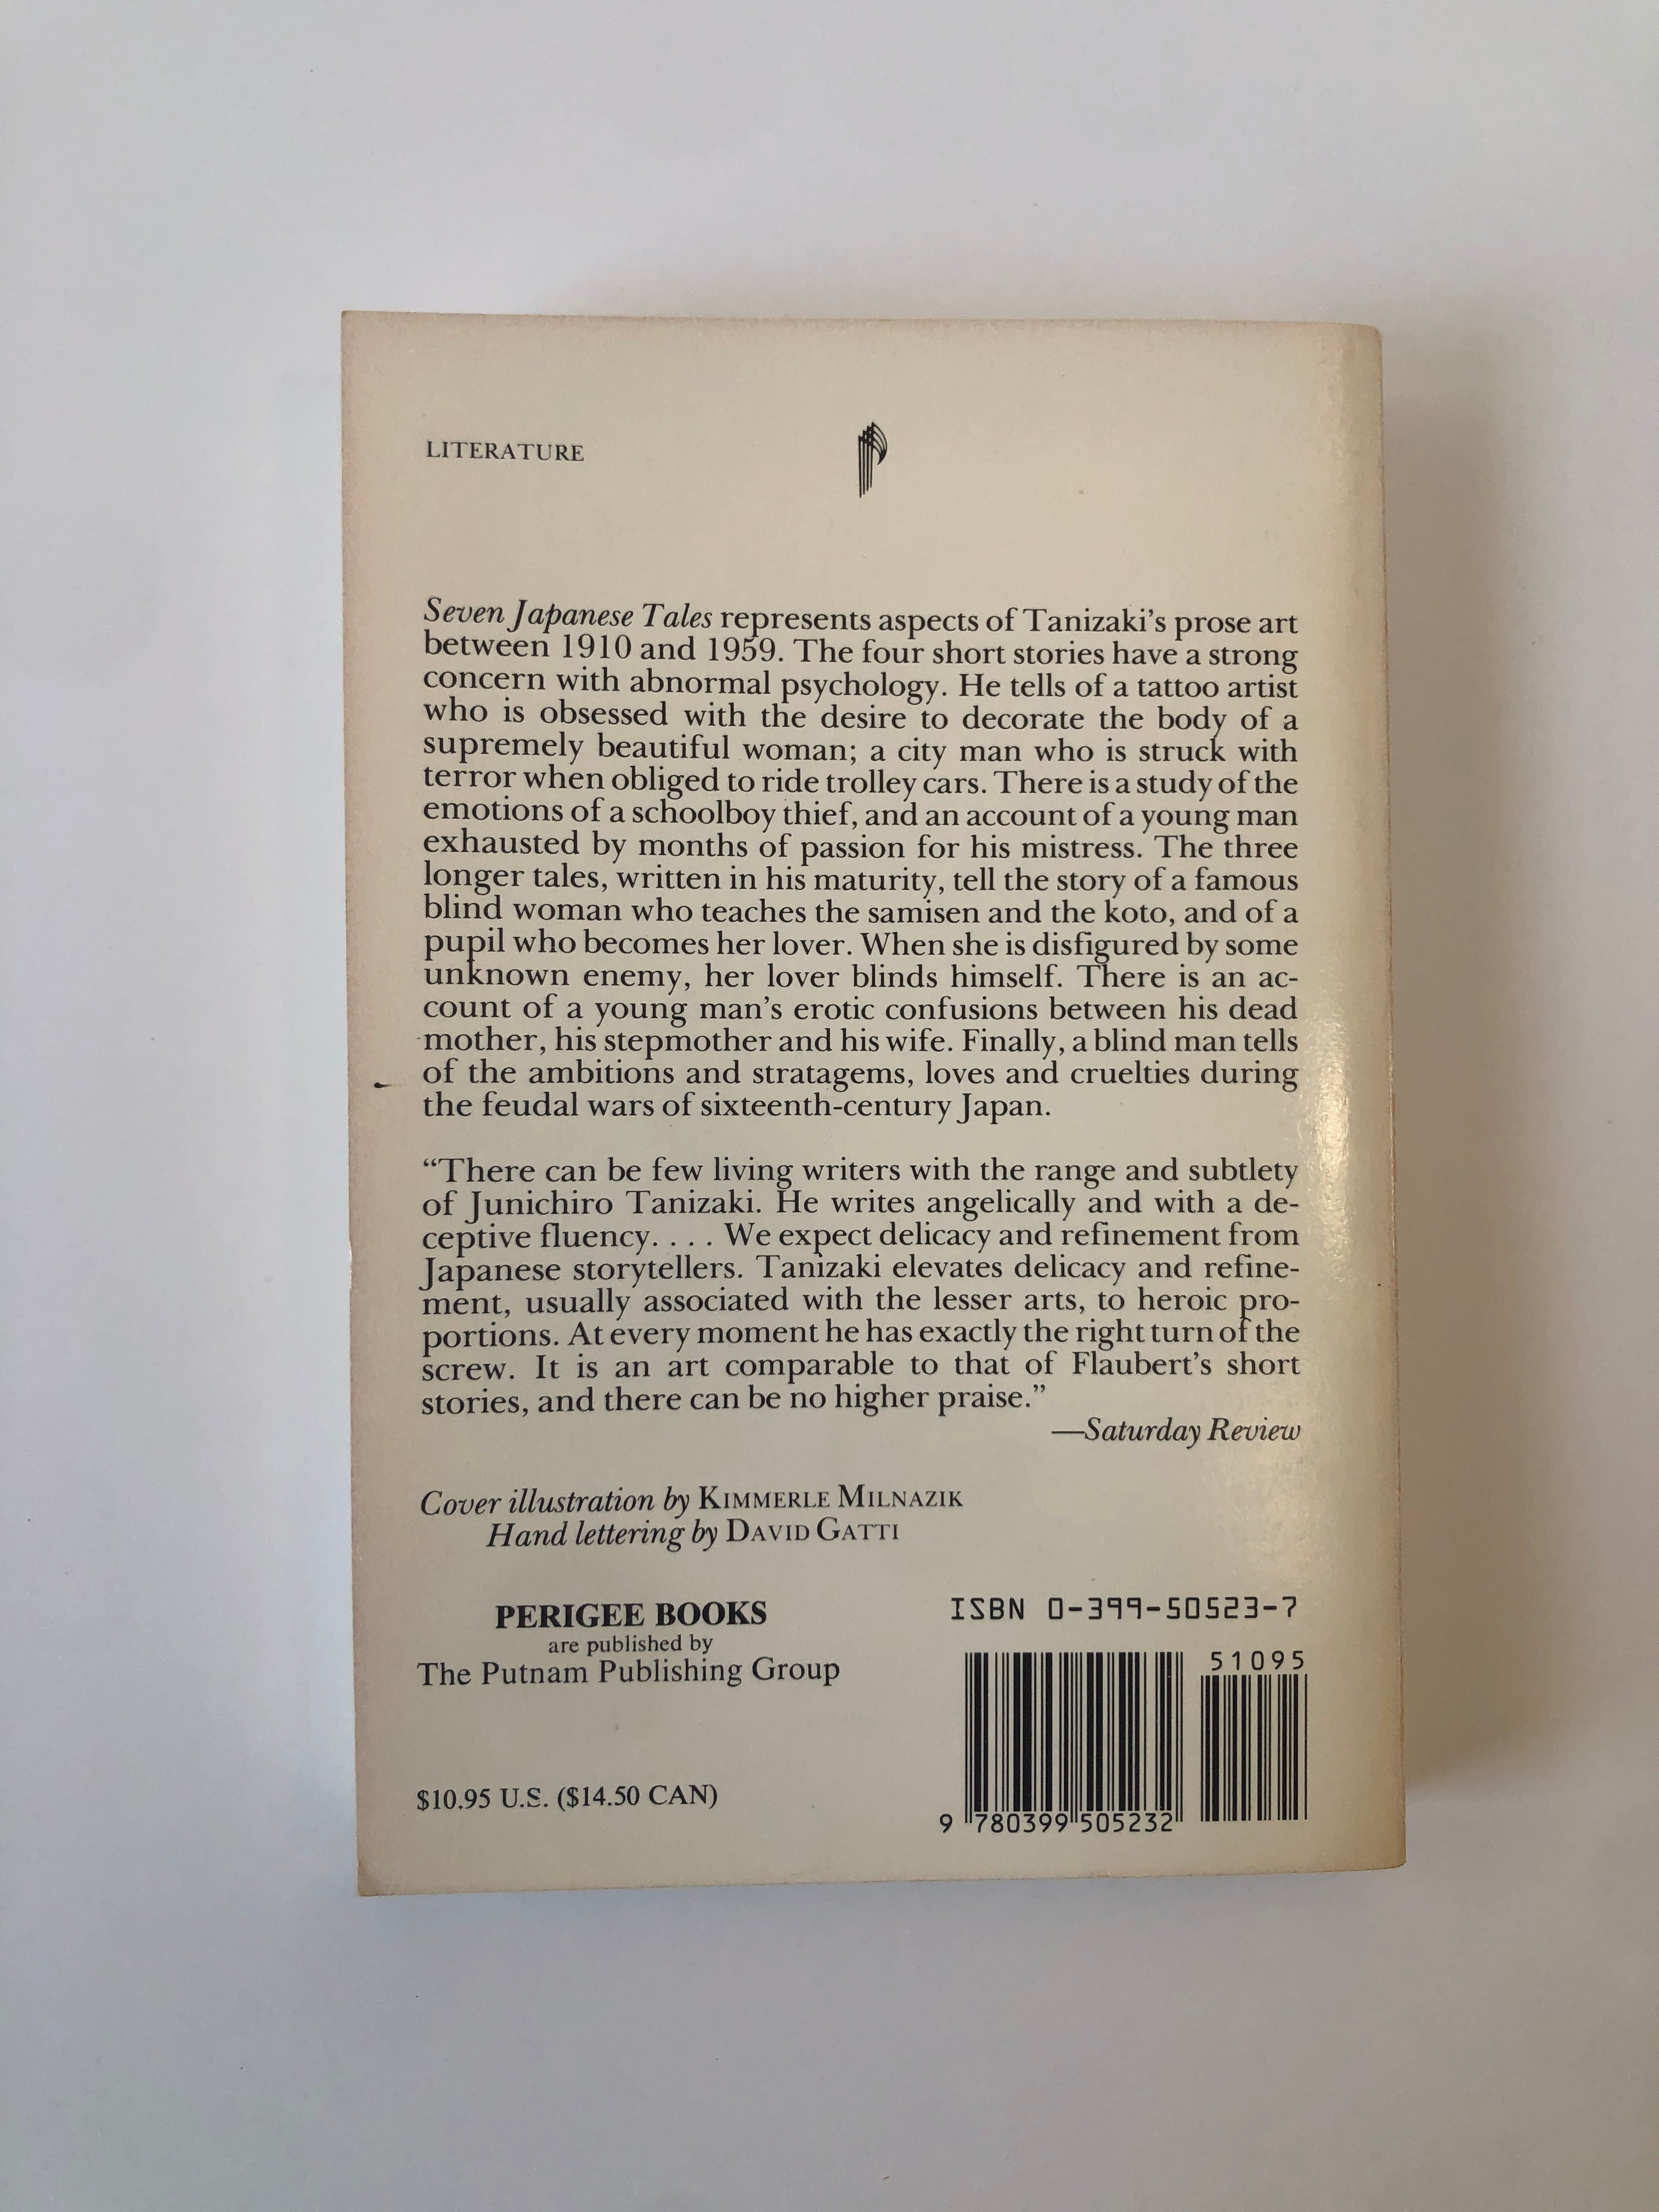 LITERATURE
Seven Japanese Tales represents aspects of Tanizaki's prose art
between 1910 and 1959. The four short stories have a strong
concern with abnormal psychology. He tells of a tattoo artist
who is obsessed with the desire to decorate the body of a
supremely beautiful woman; a city man who is struck with
terror when obliged to ride trolley cars. There is a study of the
emotions of a schoolboy thief, and an account of a young man
exhausted by months of passion for his mistress. The three
longer tales, written in his maturity, tell the story of a famous
blind woman who teaches the samisen and the koto, and of a
pupil who becomes her lover. When she is disfigured by some
unknown enemy, her lover blinds himself. There is an ac-
count of a young man's erotic confusions between his dead
mother, his stepmother and his wife. Finally, a blind man tells
of the ambitions and stratagems, loves and cruelties during
the feudal wars of sixteenth-century Japan.
“There can be few living writers with the range and subtlety
of Junichiro Tanizaki. He writes angelically and with a de-
ceptive fluency. . . . We expect delicacy and refinement from
Japanese storytellers. Tanizaki elevates delicacy and refine-
ment, usually associated with the lesser arts, to heroic pro-
portions. At every moment he has exactly the right turn of the
screw. It is an art comparable to that of Flaubert's short
stories, and there can be no higher praise.”
—Saturday Review
Cover illustration by KIMMERLE MILNAZIK
Hand lettering by DAVID GATTI
PERIGEE BOOKS
are published by
The Putnam Publishing Group
$10.95 U.S. ($14.50 CAN)
ISBN 0-399-50523-7
51095
9 780399 505232